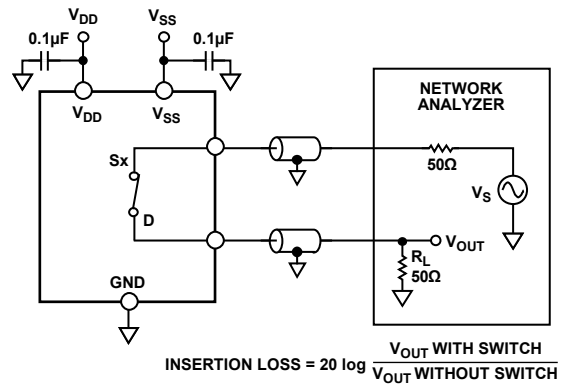 VDD VSS
0.1µF 0.1µF
VDD VSS
NETWORK
ANALYZER
Sx
50Ω
VS
D
VOUT
RL
50Ω
GND
INSERTION LOSS = 20 log VOUT WITH SWITCH
VOUT WITHOUT SWITCH